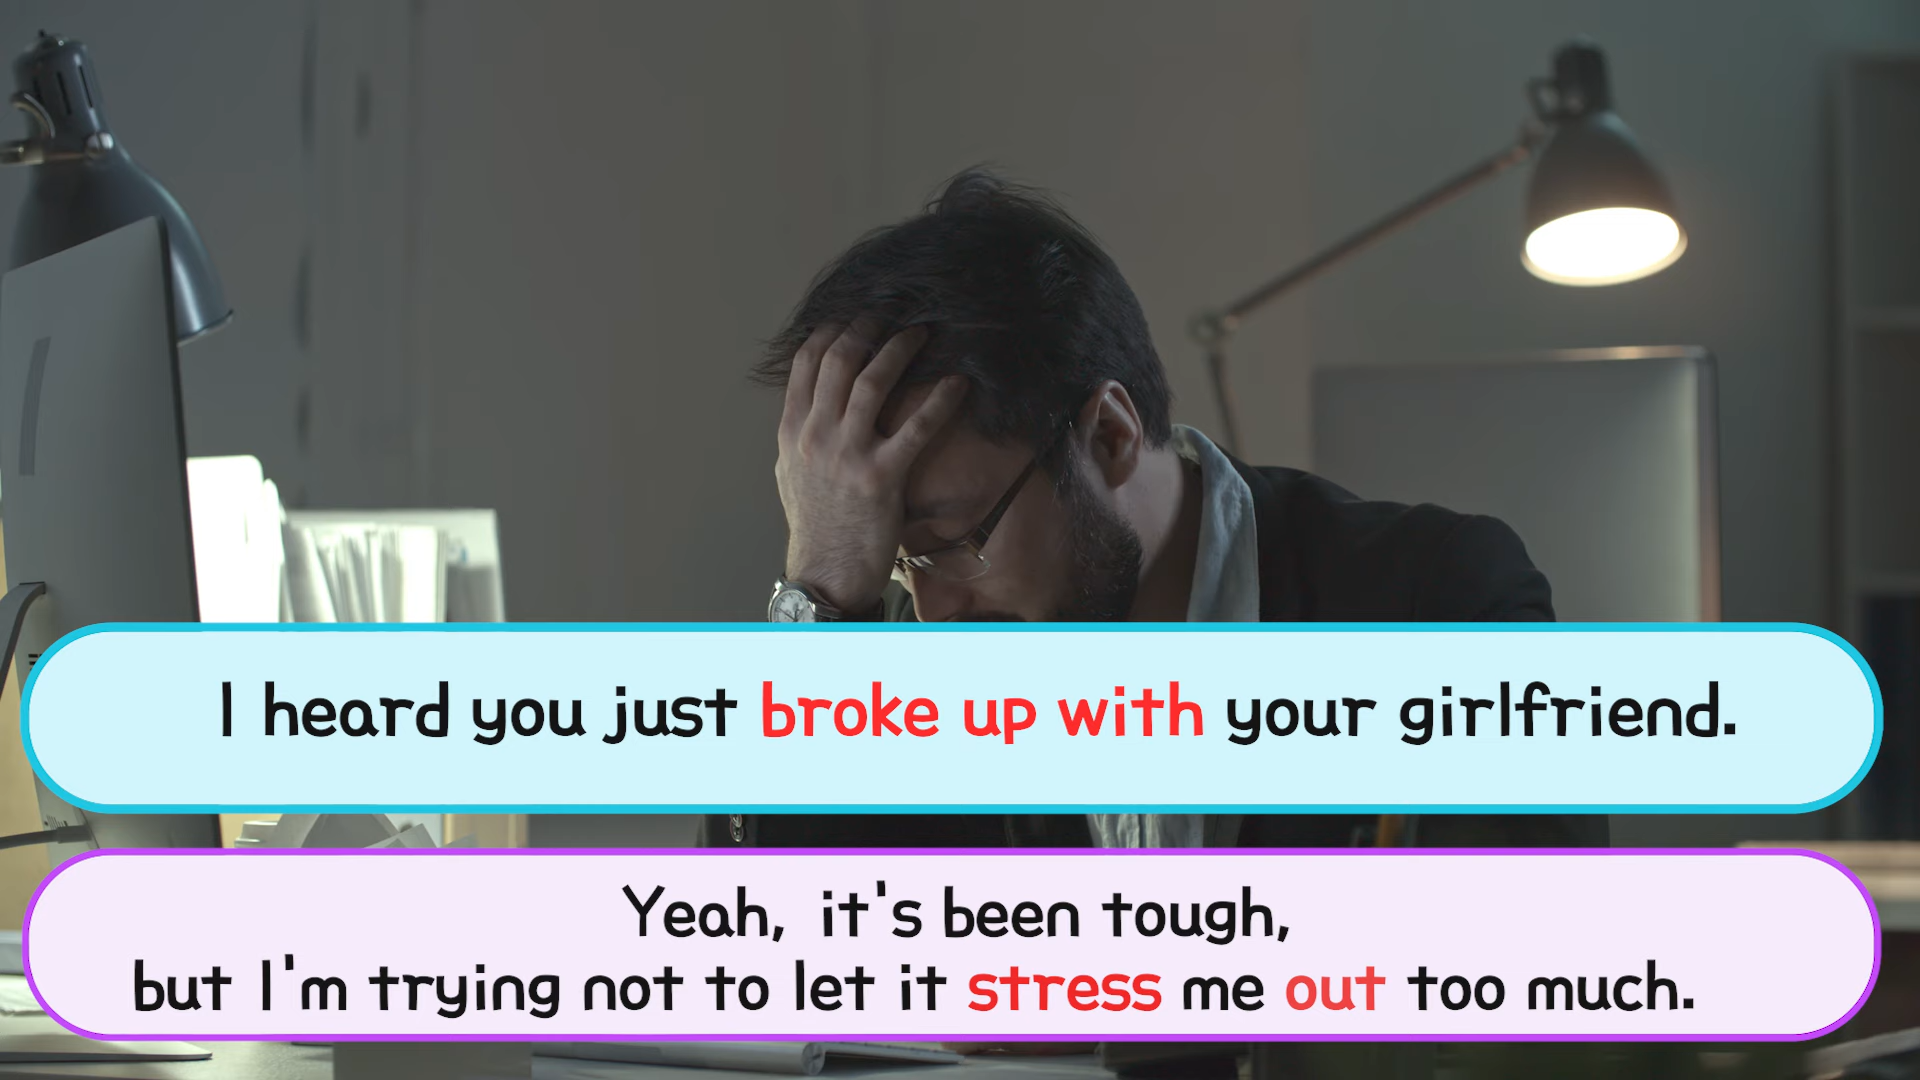 I heard you just broke up with your girlfriend.
Yeah, it's been tough,
but I'm trying not to let it stress me out too much.